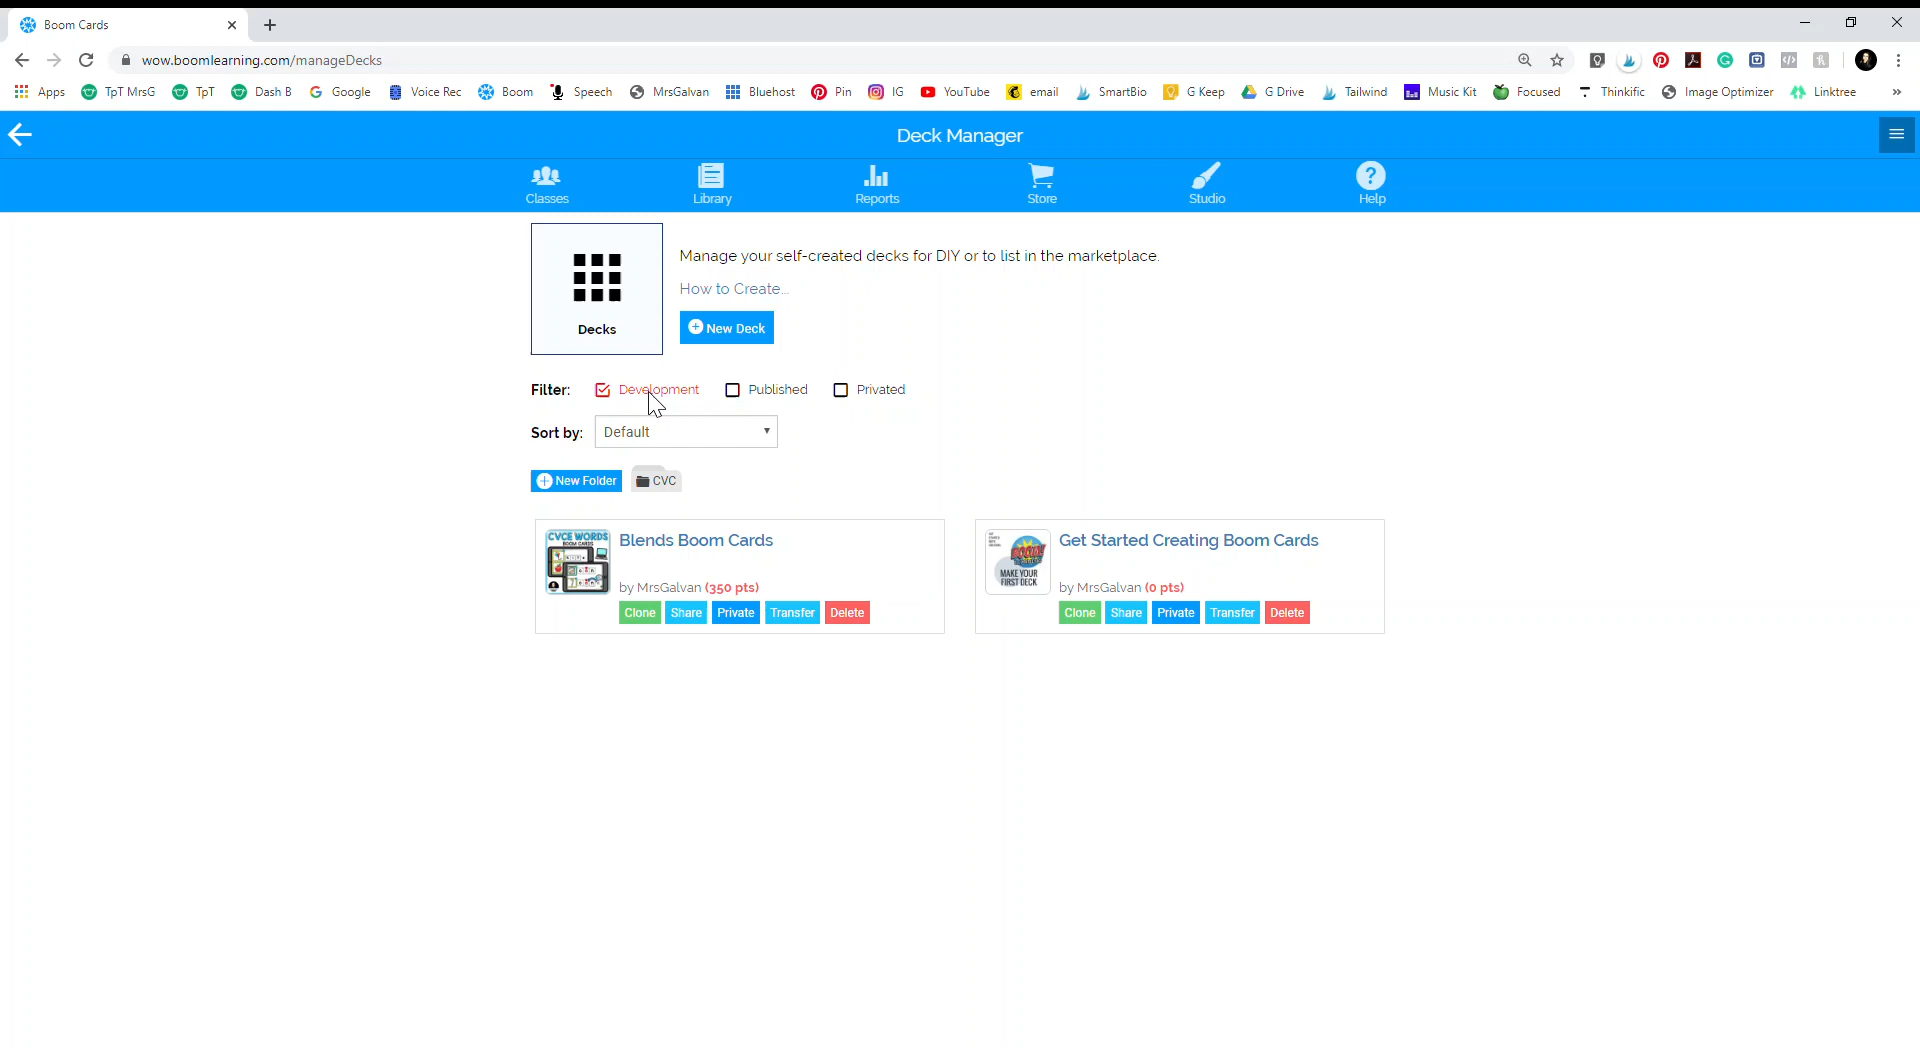 Boom Cards
wow.boomlearning.com/manageDecks
Apps TpT MrsG TpT Dash B Google Voice Rec Boom Speech MrsGalvan Bluehost Pin IG YouTube email SmartBio G Keep G Drive Tailwind Music Kit Focused Thinkific Image Optimizer Linktree »
Deck Manager
Classes Library Reports Store Studio Help
Manage your self-created decks for DIY or to list in the marketplace.
How to Create...
New Deck
Decks
Filter: Development Published Privated
Sort by: Default
New Folder CVC
CVCE WORDS
BOOM CARDS
Blends Boom Cards
by MrsGalvan (350 pts)
Clone Share Private Transfer Delete
BOOM!
MAKE YOUR
FIRST DECK
Get Started Creating Boom Cards
by MrsGalvan (0 pts)
Clone Share Private Transfer Delete